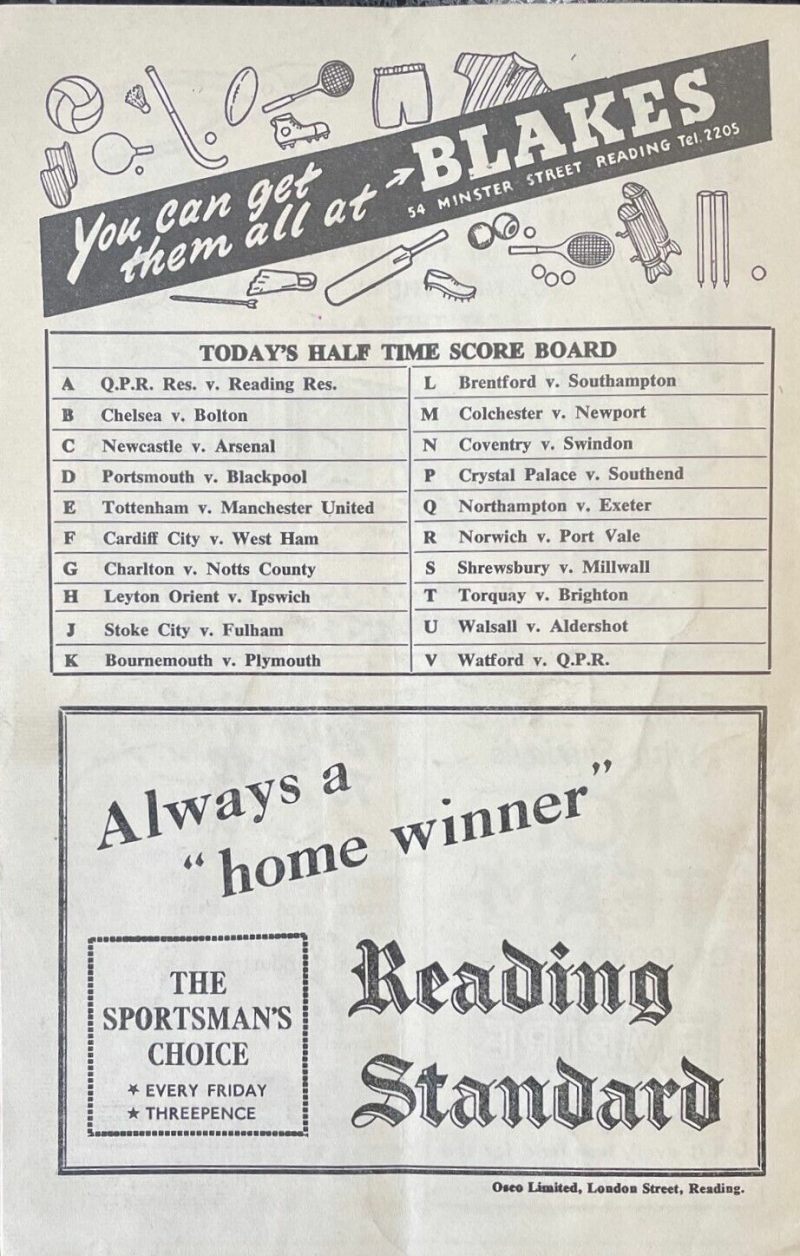 You can get
them all at
BLAKES
54 MINSTER STREET READING Tel. 2205
TODAY'S HALF TIME SCORE BOARD
A Q.P.R. Res. v. Reading Res.
B Chelsea v. Bolton
C Newcastle v. Arsenal
D Portsmouth v. Blackpool
E Tottenham v. Manchester United
F Cardiff City v. West Ham
G Charlton v. Notts County
H Leyton Orient v. Ipswich
J Stoke City v. Fulham
K Bournemouth v. Plymouth
L Brentford v. Southampton
M Colchester v. Newport
N Coventry v. Swindon
P Crystal Palace v. Southend
Q Northampton v. Exeter
R Norwich v. Port Vale
S Shrewsbury v. Millwall
T Torquay v. Brighton
U Walsall v. Aldershot
V Watford v. Q.P.R.
Always a
“home winner”
THE
SPORTSMAN'S
CHOICE
★ EVERY FRIDAY
★ THREEPENCE
Reading
Standard
Osco Limited, London Street, Reading.